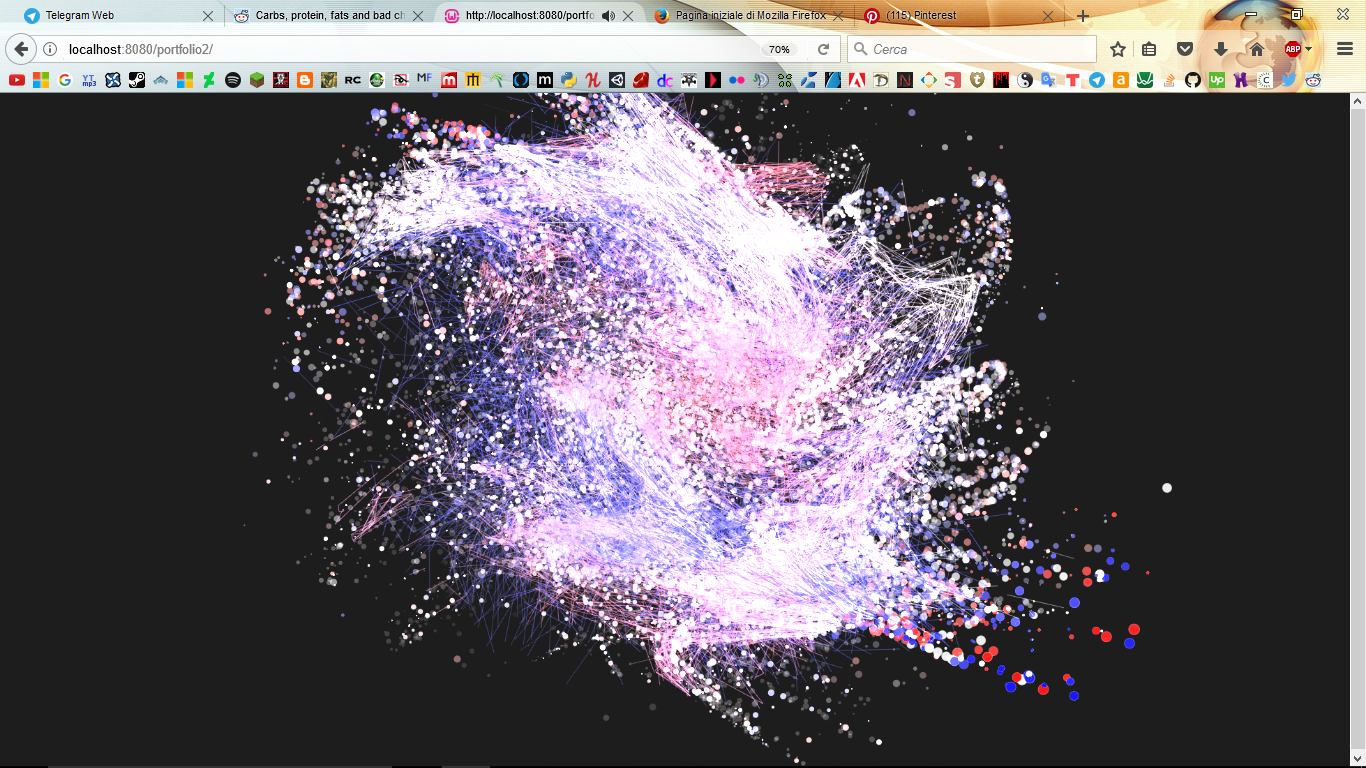 Telegram Web
Carbs, protein, fats and bad ch
http://localhost:8080/portfo
Pagina iniziale di Mozilla Firefox
(115) Pinterest
localhost:8080/portfolio2/
70%
Cerca
ABP
YT mp3
RC
MF
m
m
dc
N
A
D
N
S
T
a
Up